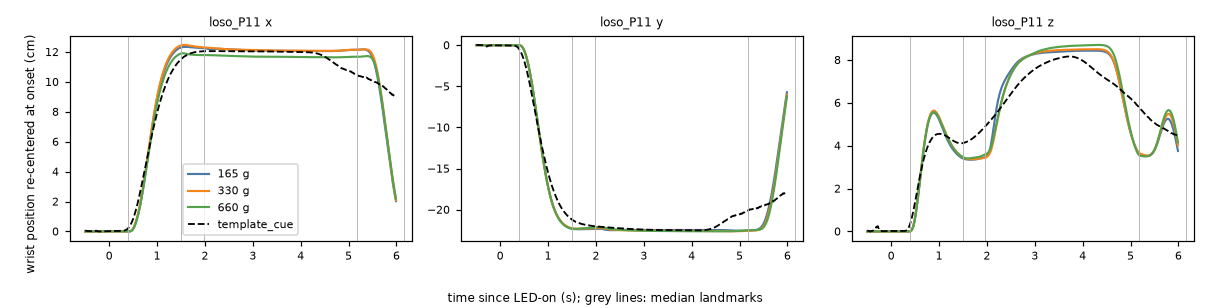 loso_P11 x
loso_P11 y
loso_P11 z
wrist position re-centered at onset (cm)
12
10
8
6
4
2
0
165 g
330 g
660 g
template_cue
0 1 2 3 4 5 6
0
−5
−10
−15
−20
0 1 2 3 4 5 6
8
6
4
2
0
0 1 2 3 4 5 6
time since LED-on (s); grey lines: median landmarks